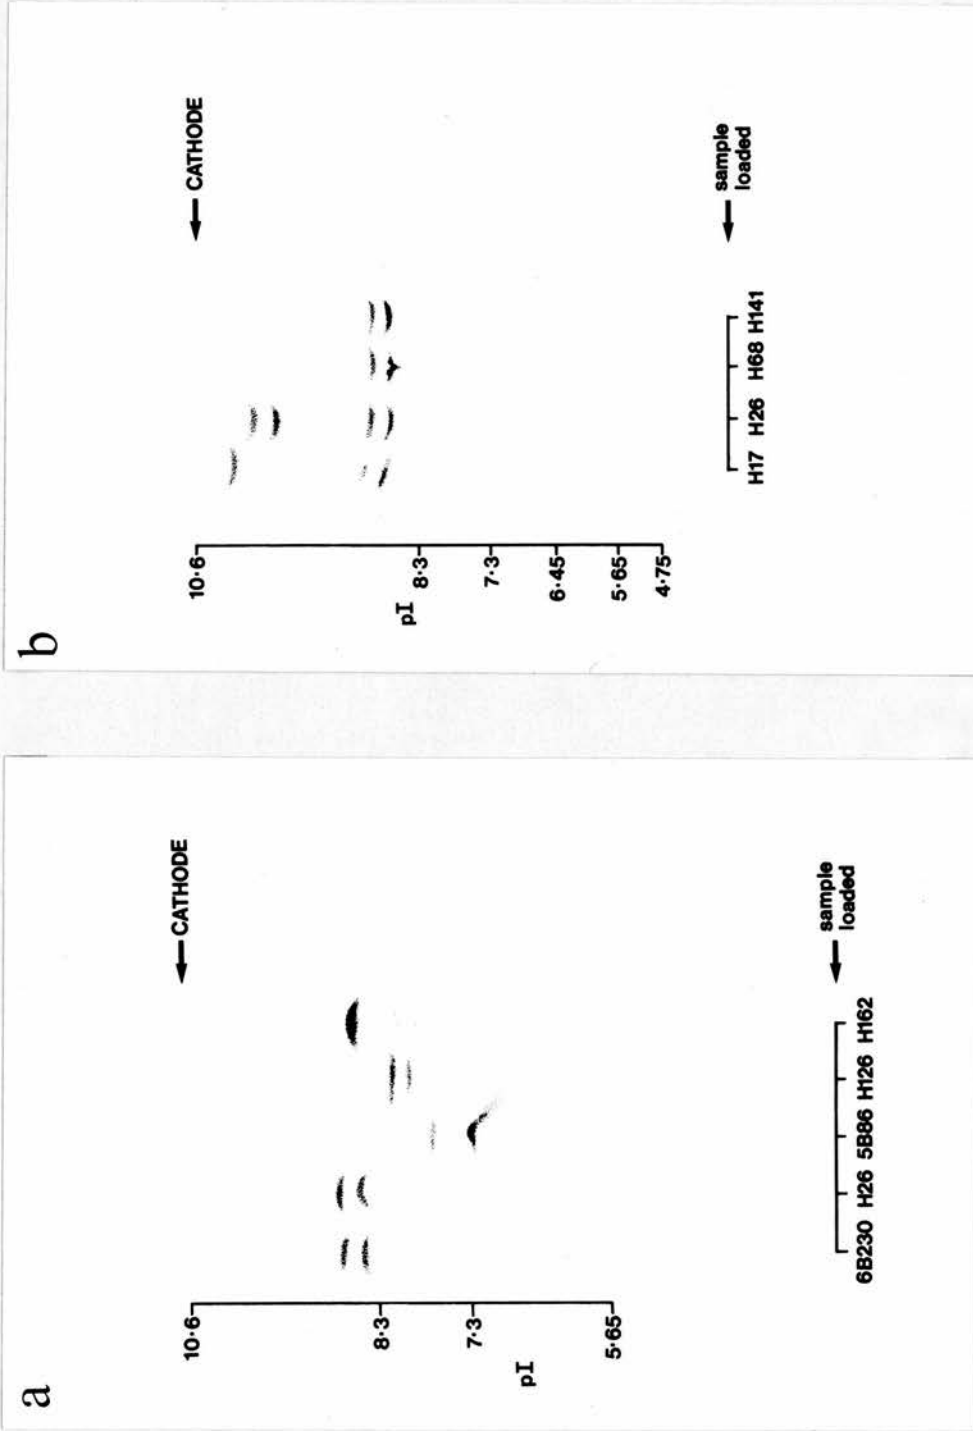 a
10·6
8·3
7·3
5·65
pI
← CATHODE
← sample
loaded
6B230 H26 5B86 H126 H162
b
10·6
8·3
7·3
6·45
5·65
4·75
pI
← CATHODE
← sample
loaded
H17 H26 H68 H141